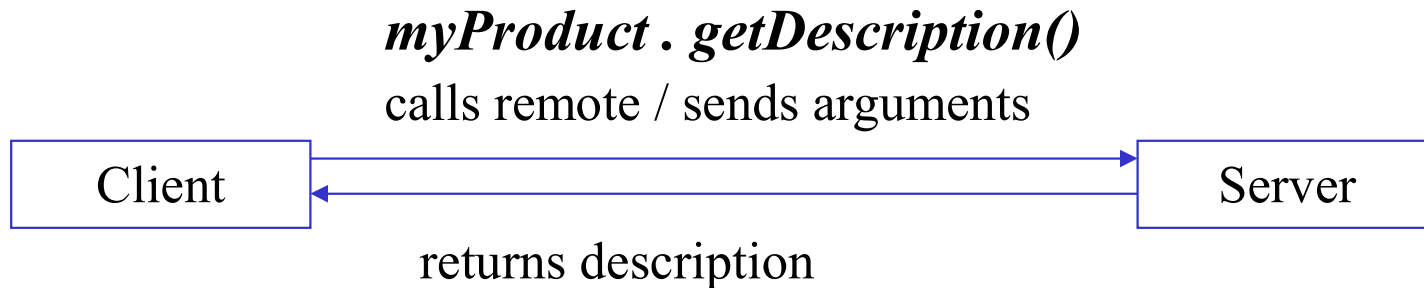 myProduct . getDescription()
calls remote / sends arguments
Client
Server
returns description